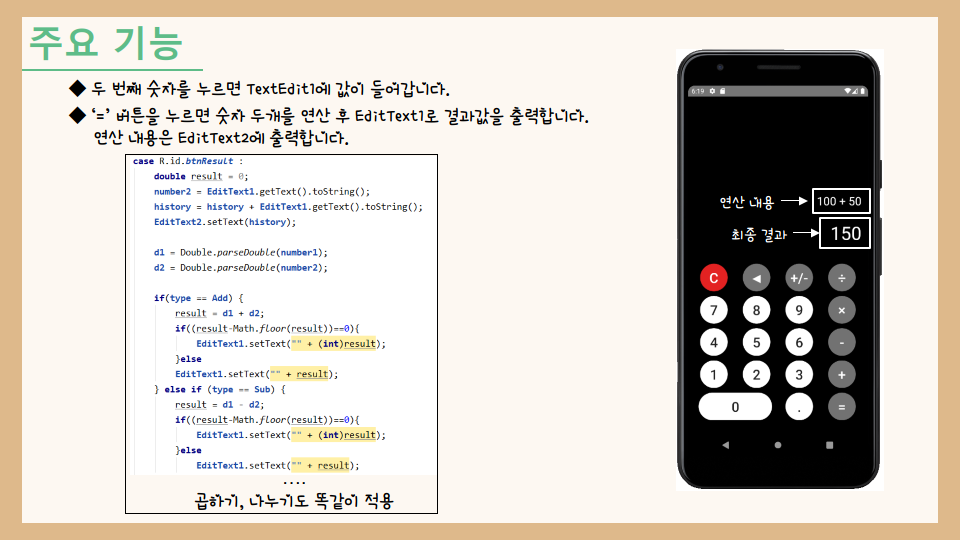 주요 기능
◆ 두 번째 숫자를 누르면 TextEdit1에 값이 들어갑니다.
◆ ‘=’ 버튼을 누르면 숫자 두개를 연산 후 EditText1로 결과값을 출력합니다.
연산 내용은 EditText2에 출력합니다.
case R.id.btnResult :
double result = 0;
number2 = EditText1.getText().toString();
history = history + EditText1.getText().toString();
EditText2.setText(history);
d1 = Double.parseDouble(number1);
d2 = Double.parseDouble(number2);
if(type == Add) {
result = d1 + d2;
if((result-Math.floor(result))==0){
EditText1.setText("" + (int)result);
}else
EditText1.setText("" + result);
} else if (type == Sub) {
result = d1 - d2;
if((result-Math.floor(result))==0){
EditText1.setText("" + (int)result);
}else
EditText1.setText("" + result);
....
곱하기, 나누기도 똑같이 적용
6:19
연산 내용
100 + 50
최종 결과
150
C ◀ +/- ÷
7 8 9 ×
4 5 6 -
1 2 3 +
0 . =